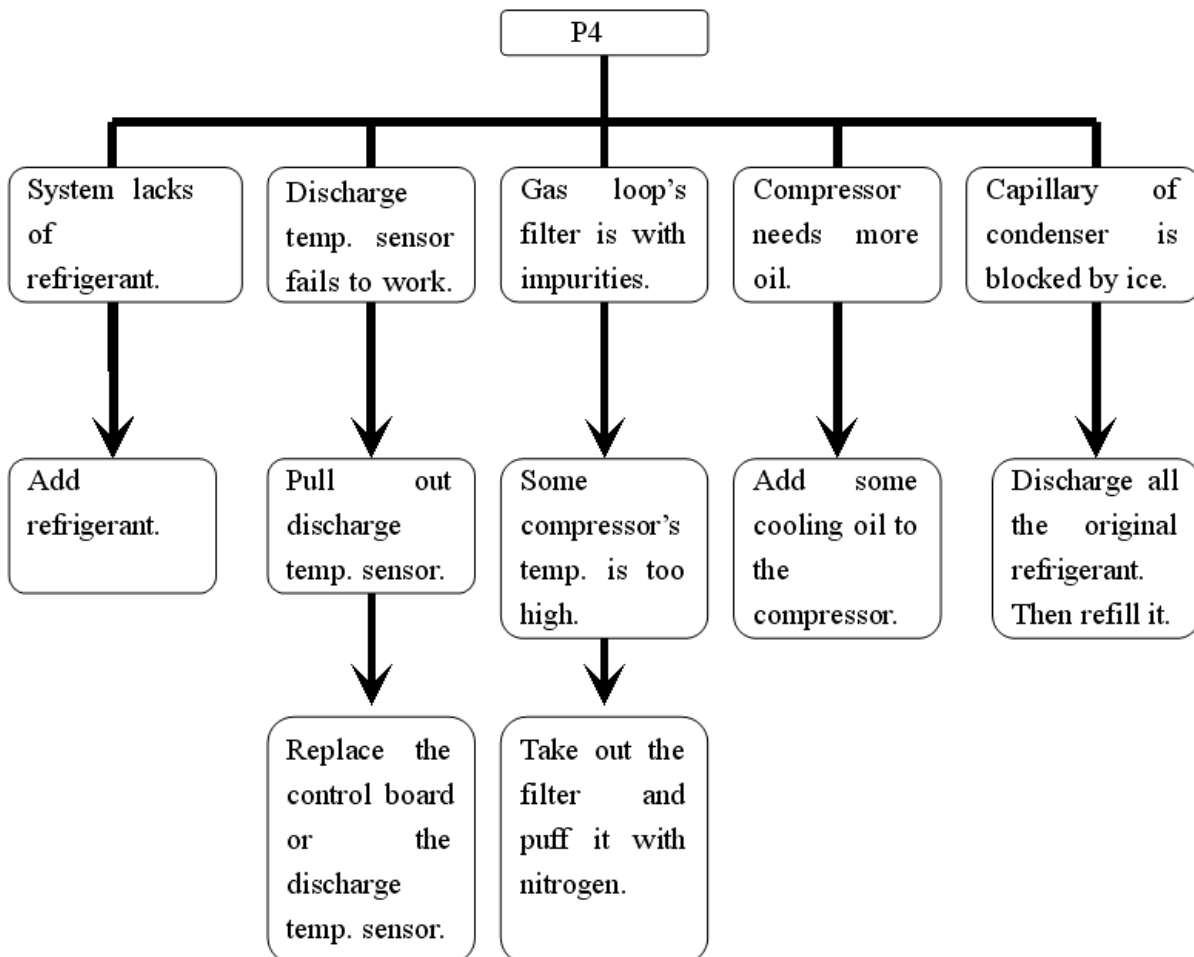 P4
System lacks
of
refrigerant.
Discharge
temp. sensor
fails to work.
Gas loop’s
filter is with
impurities.
Compressor
needs more
oil.
Capillary of
condenser is
blocked by ice.
Add
refrigerant.
Pull out
discharge
temp. sensor.
Some
compressor’s
temp. is too
high.
Add some
cooling oil to
the
compressor.
Discharge all
the original
refrigerant.
Then refill it.
Replace the
control board
or the
discharge
temp. sensor.
Take out the
filter and
puff it with
nitrogen.